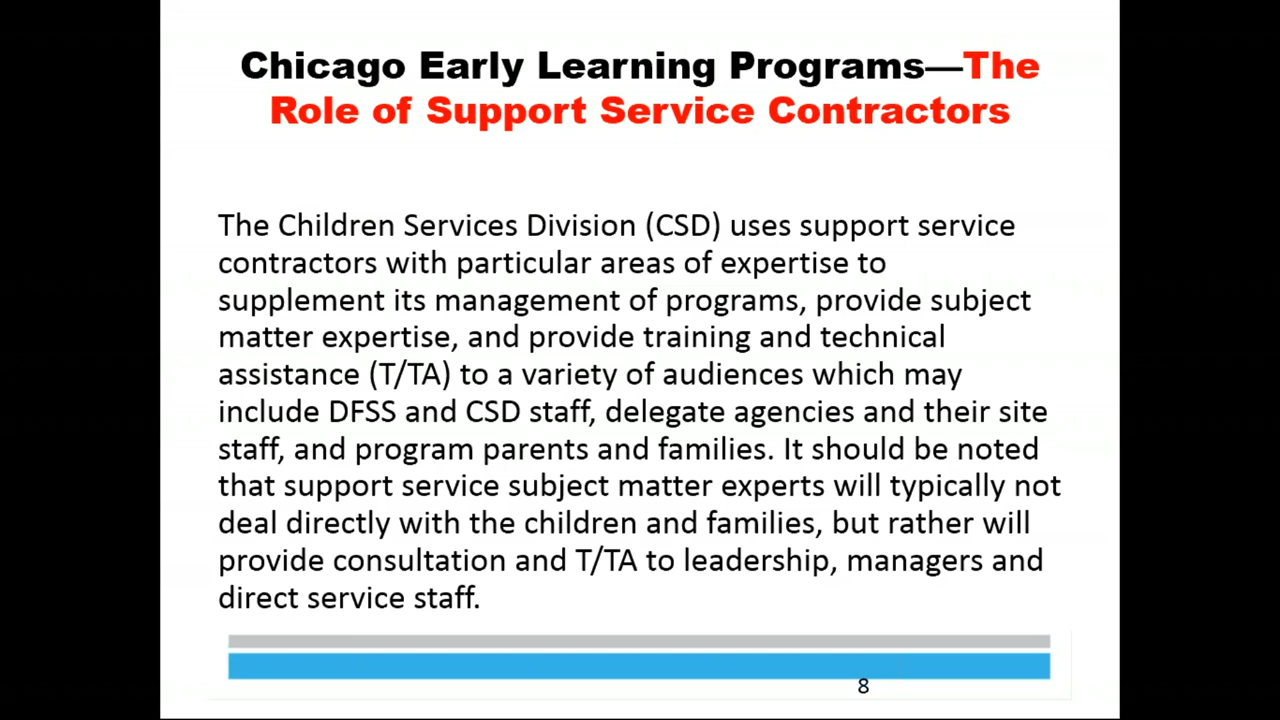 Chicago Early Learning Programs—The
Role of Support Service Contractors
The Children Services Division (CSD) uses support service
contractors with particular areas of expertise to
supplement its management of programs, provide subject
matter expertise, and provide training and technical
assistance (T/TA) to a variety of audiences which may
include DFSS and CSD staff, delegate agencies and their site
staff, and program parents and families. It should be noted
that support service subject matter experts will typically not
deal directly with the children and families, but rather will
provide consultation and T/TA to leadership, managers and
direct service staff.
8